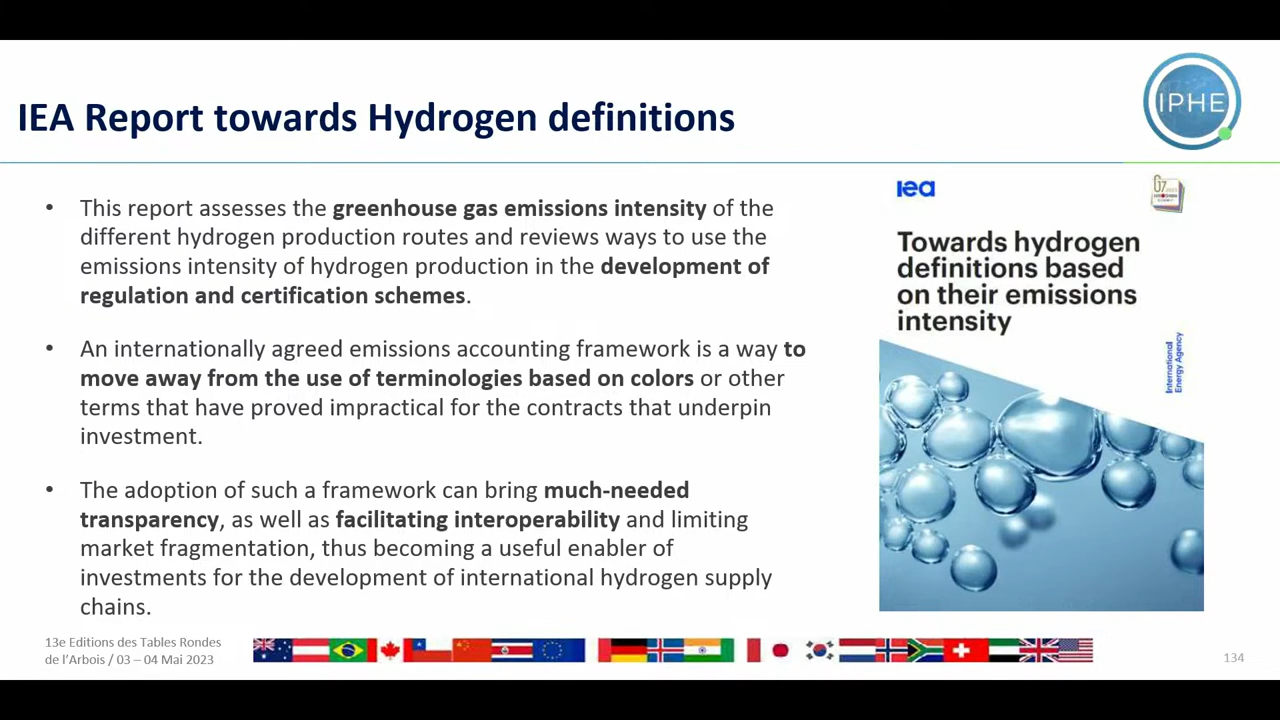 IPHE
IEA Report towards Hydrogen definitions
• This report assesses the greenhouse gas emissions intensity of the
different hydrogen production routes and reviews ways to use the
emissions intensity of hydrogen production in the development of
regulation and certification schemes.
• An internationally agreed emissions accounting framework is a way to
move away from the use of terminologies based on colors or other
terms that have proved impractical for the contracts that underpin
investment.
• The adoption of such a framework can bring much-needed
transparency, as well as facilitating interoperability and limiting
market fragmentation, thus becoming a useful enabler of
investments for the development of international hydrogen supply
chains.
iea
Towards hydrogen
definitions based
on their emissions
intensity
International
Energy Agency
13e Editions des Tables Rondes
de l’Arbois / 03 – 04 Mai 2023
134